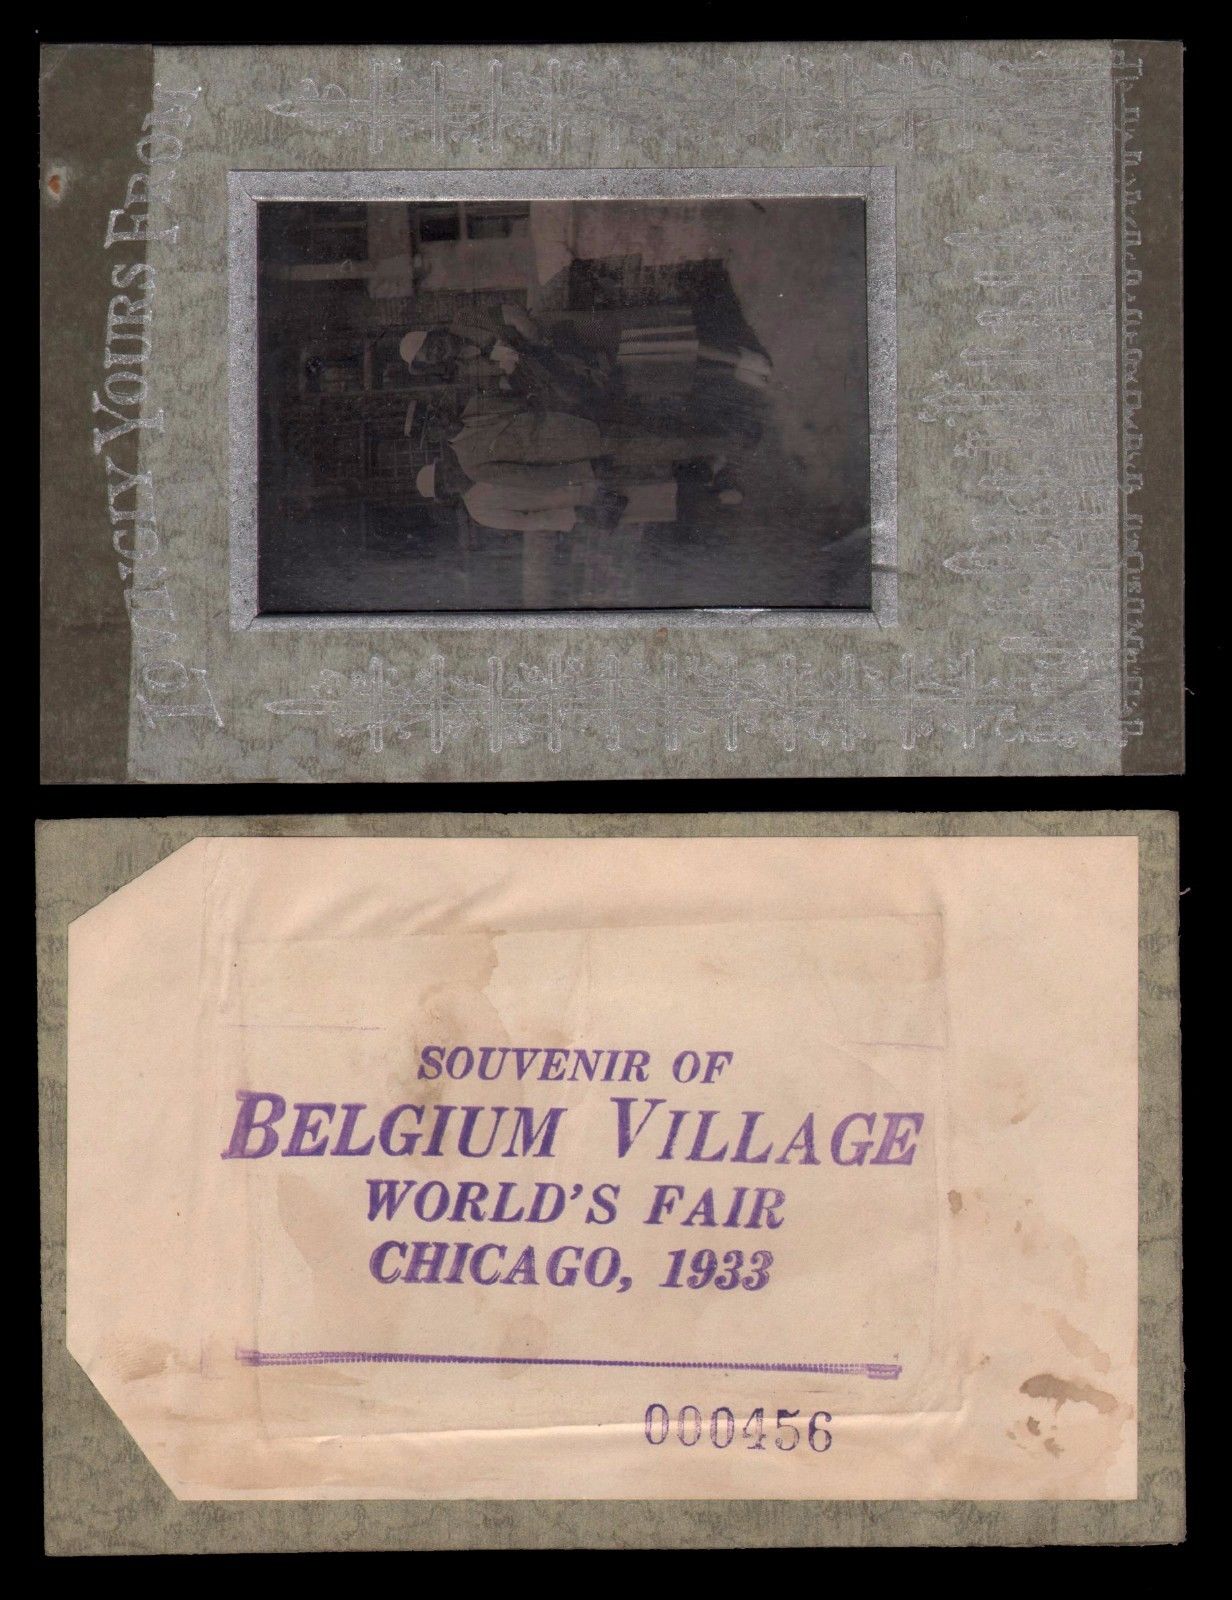 LOVINGLY YOURS FROM
SOUVENIR OF
BELGIUM VILLAGE
WORLD'S FAIR
CHICAGO, 1933
000456